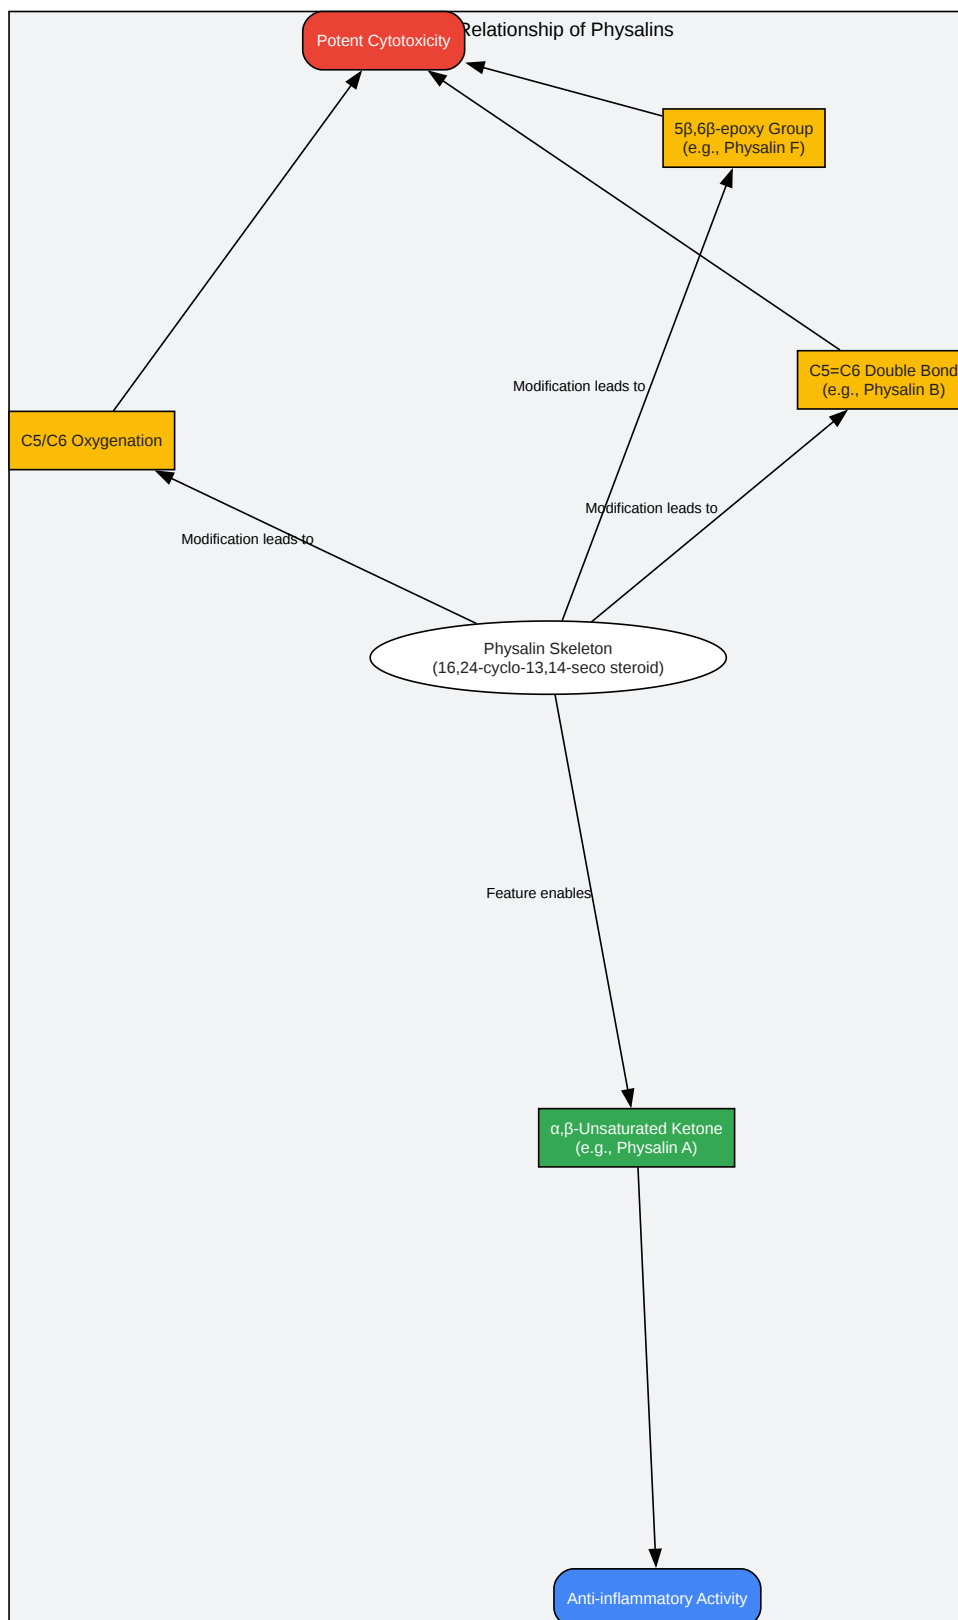 Relationship of Physalins
Potent Cytotoxicity
5β,6β-epoxy Group
(e.g., Physalin F)
C5=C6 Double Bond
(e.g., Physalin B)
Modification leads to
C5/C6 Oxygenation
Modification leads to
Modification leads to
Physalin Skeleton
(16,24-cyclo-13,14-seco steroid)
Feature enables
α,β-Unsaturated Ketone
(e.g., Physalin A)
Anti-inflammatory Activity